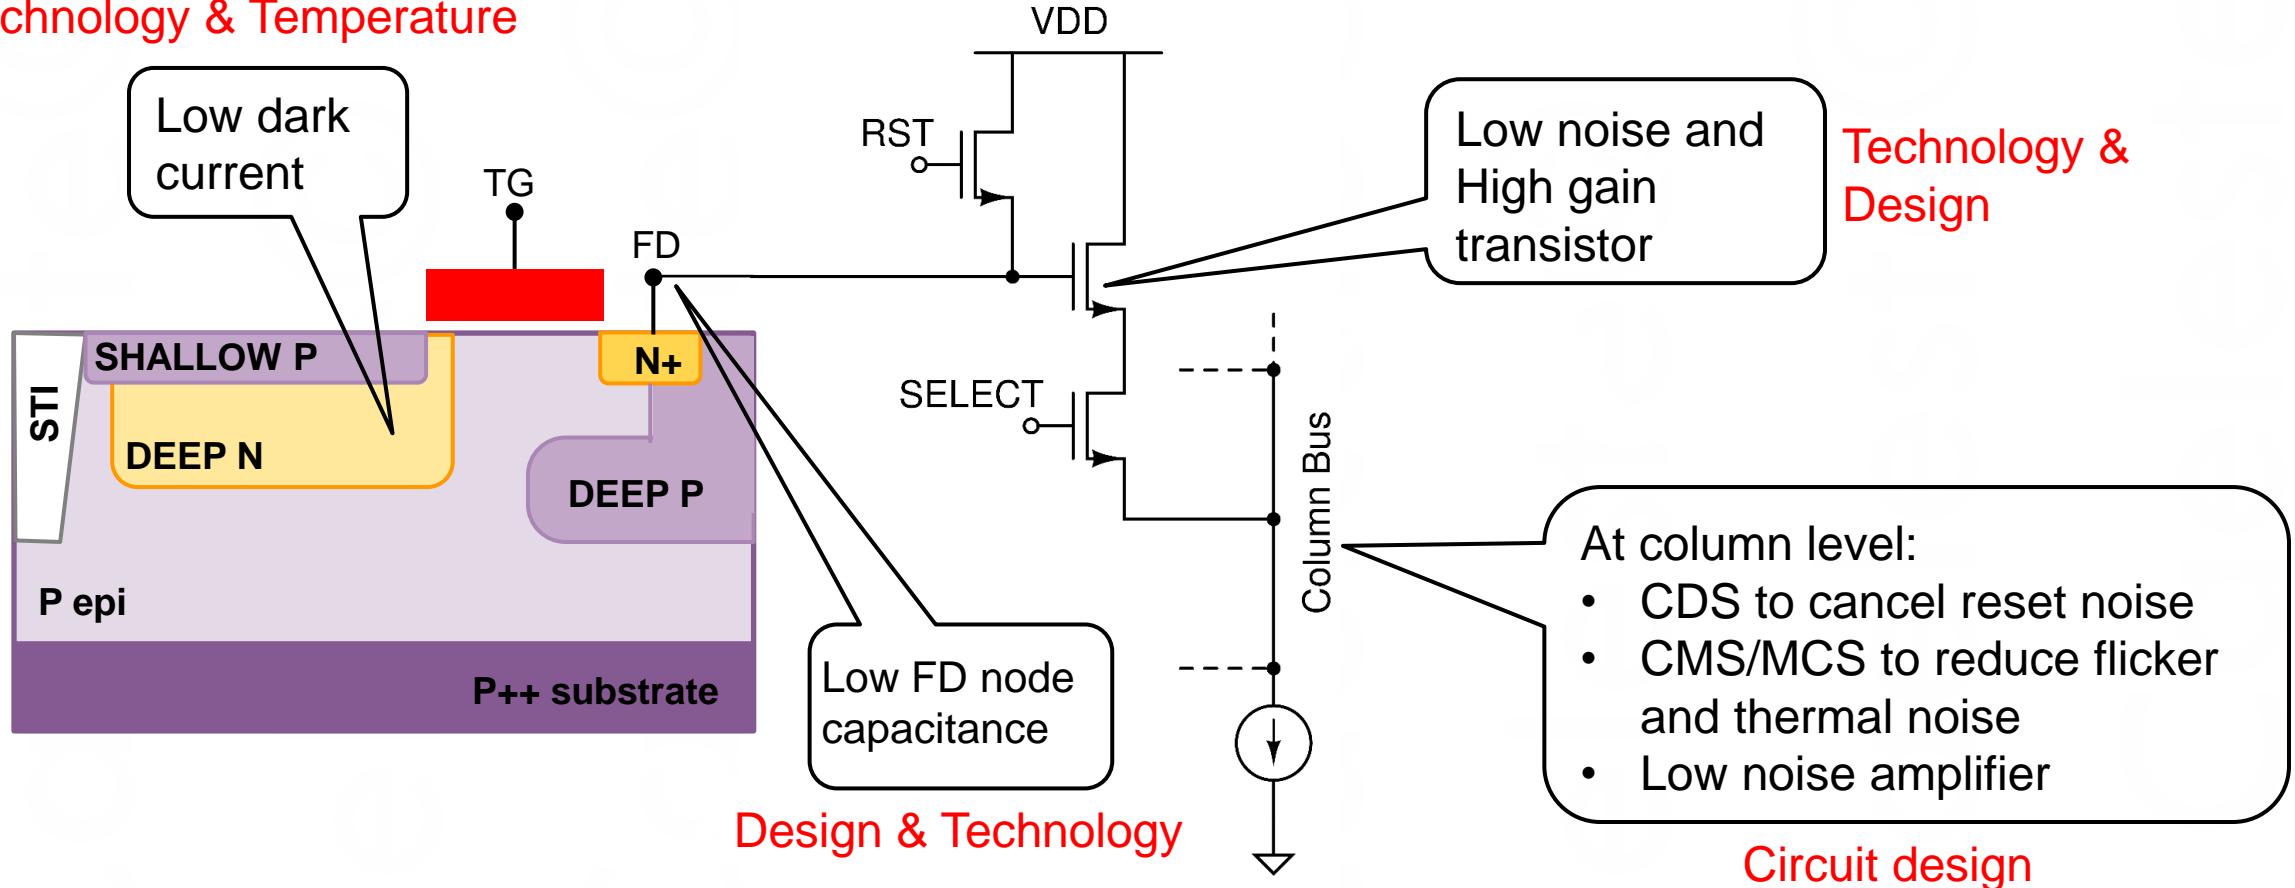 chnology & Temperature
VDD
Low dark
current
RST
Low noise and
High gain
transistor
Technology &
Design
TG
FD
SHALLOW P
N+
STI
SELECT
DEEP N
DEEP P
Column Bus
P epi
P++ substrate
Low FD node
capacitance
Design & Technology
At column level:
• CDS to cancel reset noise
• CMS/MCS to reduce flicker
and thermal noise
• Low noise amplifier
Circuit design